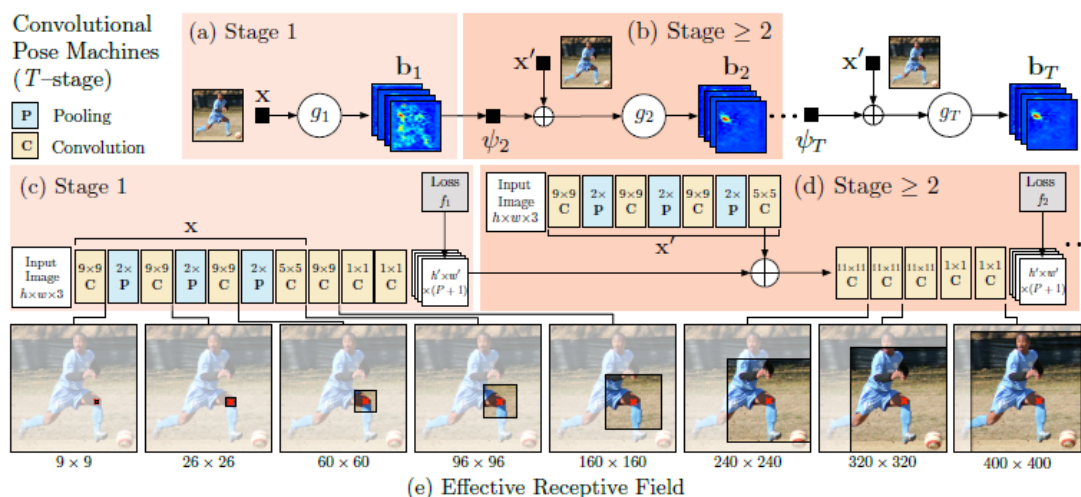 Convolutional
Pose Machines
(T–stage)
P Pooling
C Convolution
(a) Stage 1
x
g₁
b₁
(b) Stage ≥ 2
x′
ψ₂
g₂
b₂
x′
ψ_T
g_T
b_T
(c) Stage 1
Loss
f₁
x
Input
Image
h×w×3
9×9
C
2×
P
9×9
C
2×
P
9×9
C
2×
P
5×5
C
9×9
C
1×1
C
1×1
C
h′×w′
×(P+1)
Input
Image
h×w×3
9×9
C
2×
P
9×9
C
2×
P
9×9
C
2×
P
5×5
C
x′
(d) Stage ≥ 2
Loss
f₂
11×11
C
11×11
C
11×11
C
1×1
C
1×1
C
h′×w′
×(P+1)
9 × 9
26 × 26
60 × 60
96 × 96
160 × 160
240 × 240
320 × 320
400 × 400
(e) Effective Receptive Field